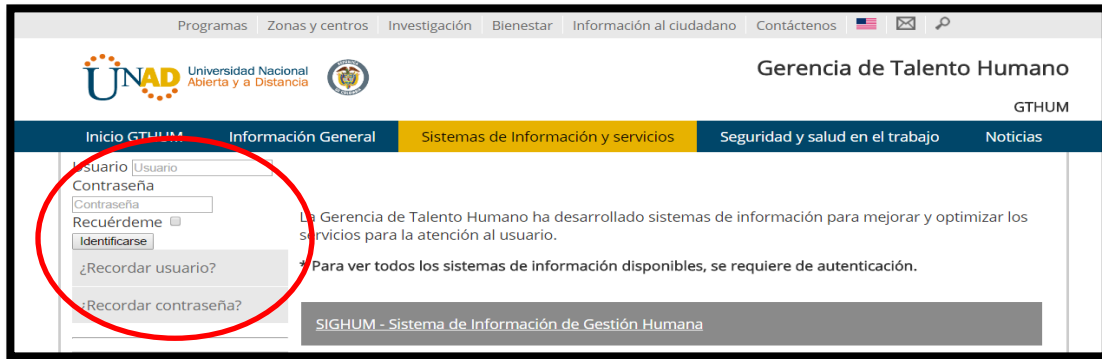 Programas Zonas y centros Investigación Bienestar Información al ciudadano Contáctenos
UNAD Universidad Nacional
Abierta y a Distancia
Gerencia de Talento Humano
GTHUM
Inicio GTHUM Información General Sistemas de Información y servicios Seguridad y salud en el trabajo Noticias
Usuario Usuario
Contraseña
Contraseña
Recuérdeme
Identificarse
¿Recordar usuario?
¿Recordar contraseña?
La Gerencia de Talento Humano ha desarrollado sistemas de información para mejorar y optimizar los
servicios para la atención al usuario.
* Para ver todos los sistemas de información disponibles, se requiere de autenticación.
SIGHUM - Sistema de Información de Gestión Humana